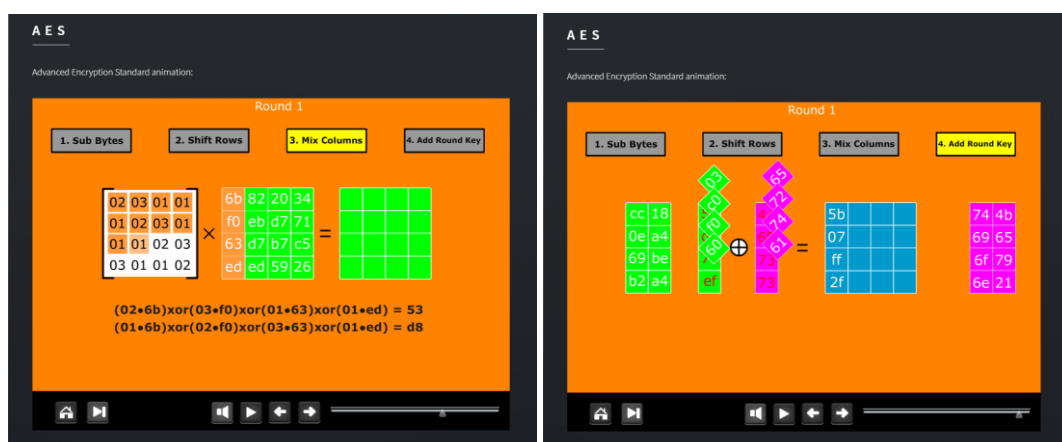 AES
Advanced Encryption Standard animation:
Round 1
1. Sub Bytes 2. Shift Rows 3. Mix Columns 4. Add Round Key
02 03 01 01 6b 82 20 34
01 02 03 01 f0 eb d7 71
01 01 02 03 × 63 d7 b7 c5 =
03 01 01 02 ed ed 59 26
(02•6b)xor(03•f0)xor(01•63)xor(01•ed) = 53
(01•6b)xor(02•f0)xor(03•63)xor(01•ed) = d8
AES
Advanced Encryption Standard animation:
Round 1
1. Sub Bytes 2. Shift Rows 3. Mix Columns 4. Add Round Key
03 65
c0 72
f0 74
60 61
cc 18 5b 74 4b
0e a4 07 69 65
69 be ⊕ 73 = ff 6f 79
b2 a4 ef 73 2f 6e 21